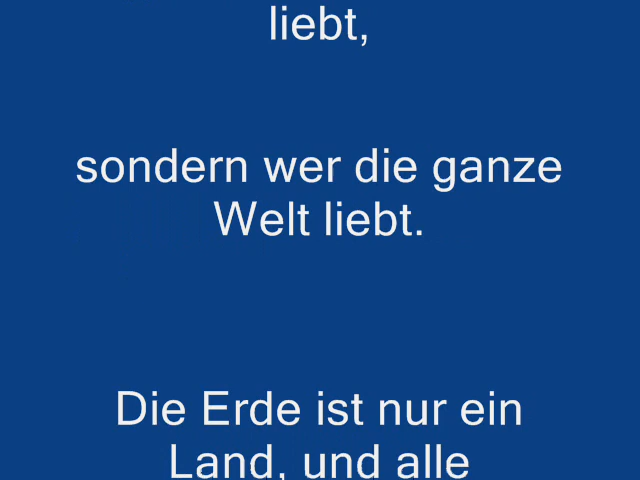 liebt,
sondern wer die ganze
Welt liebt.
Die Erde ist nur ein
Land, und alle